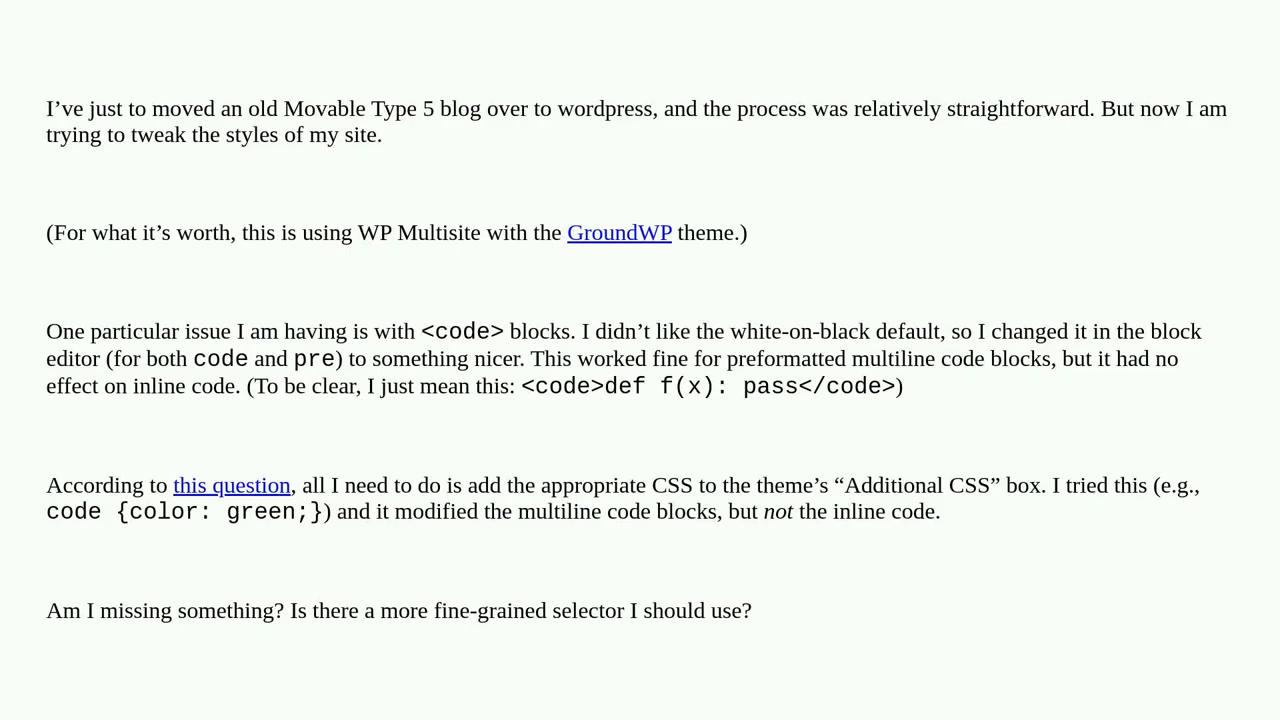 I’ve just to moved an old Movable Type 5 blog over to wordpress, and the process was relatively straightforward. But now I am
trying to tweak the styles of my site.
(For what it’s worth, this is using WP Multisite with the GroundWP theme.)
One particular issue I am having is with <code> blocks. I didn’t like the white-on-black default, so I changed it in the block
editor (for both code and pre) to something nicer. This worked fine for preformatted multiline code blocks, but it had no
effect on inline code. (To be clear, I just mean this: <code>def f(x): pass</code>)
According to this question, all I need to do is add the appropriate CSS to the theme’s “Additional CSS” box. I tried this (e.g.,
code {color: green;}) and it modified the multiline code blocks, but not the inline code.
Am I missing something? Is there a more fine-grained selector I should use?